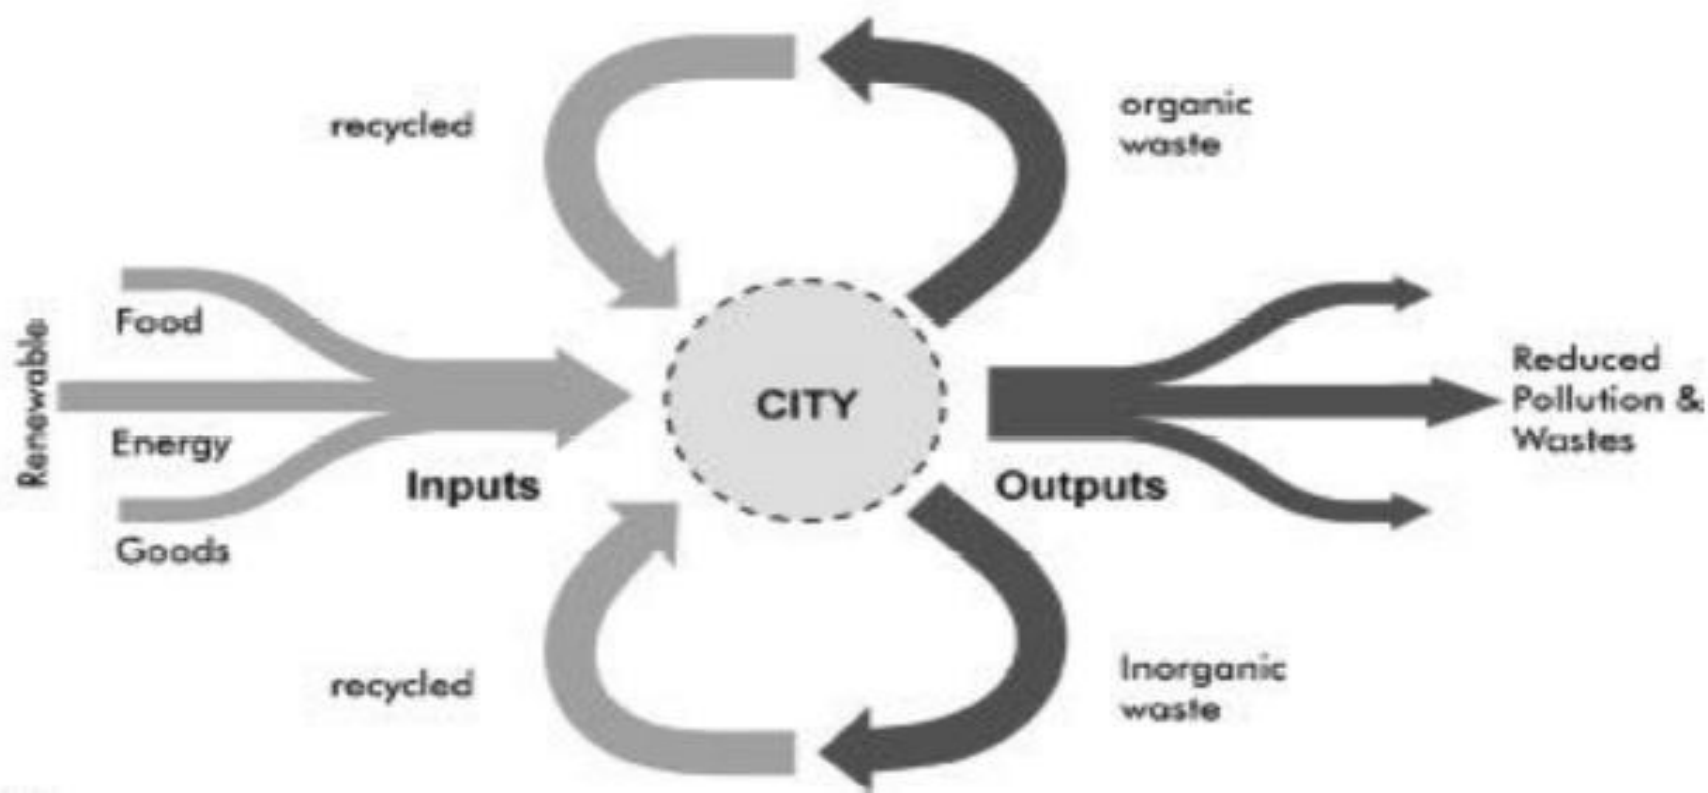 recycled
organic
waste
Renewable
Food
Energy
Goods
Inputs
CITY
Outputs
Reduced
Pollution &
Wastes
recycled
Inorganic
waste